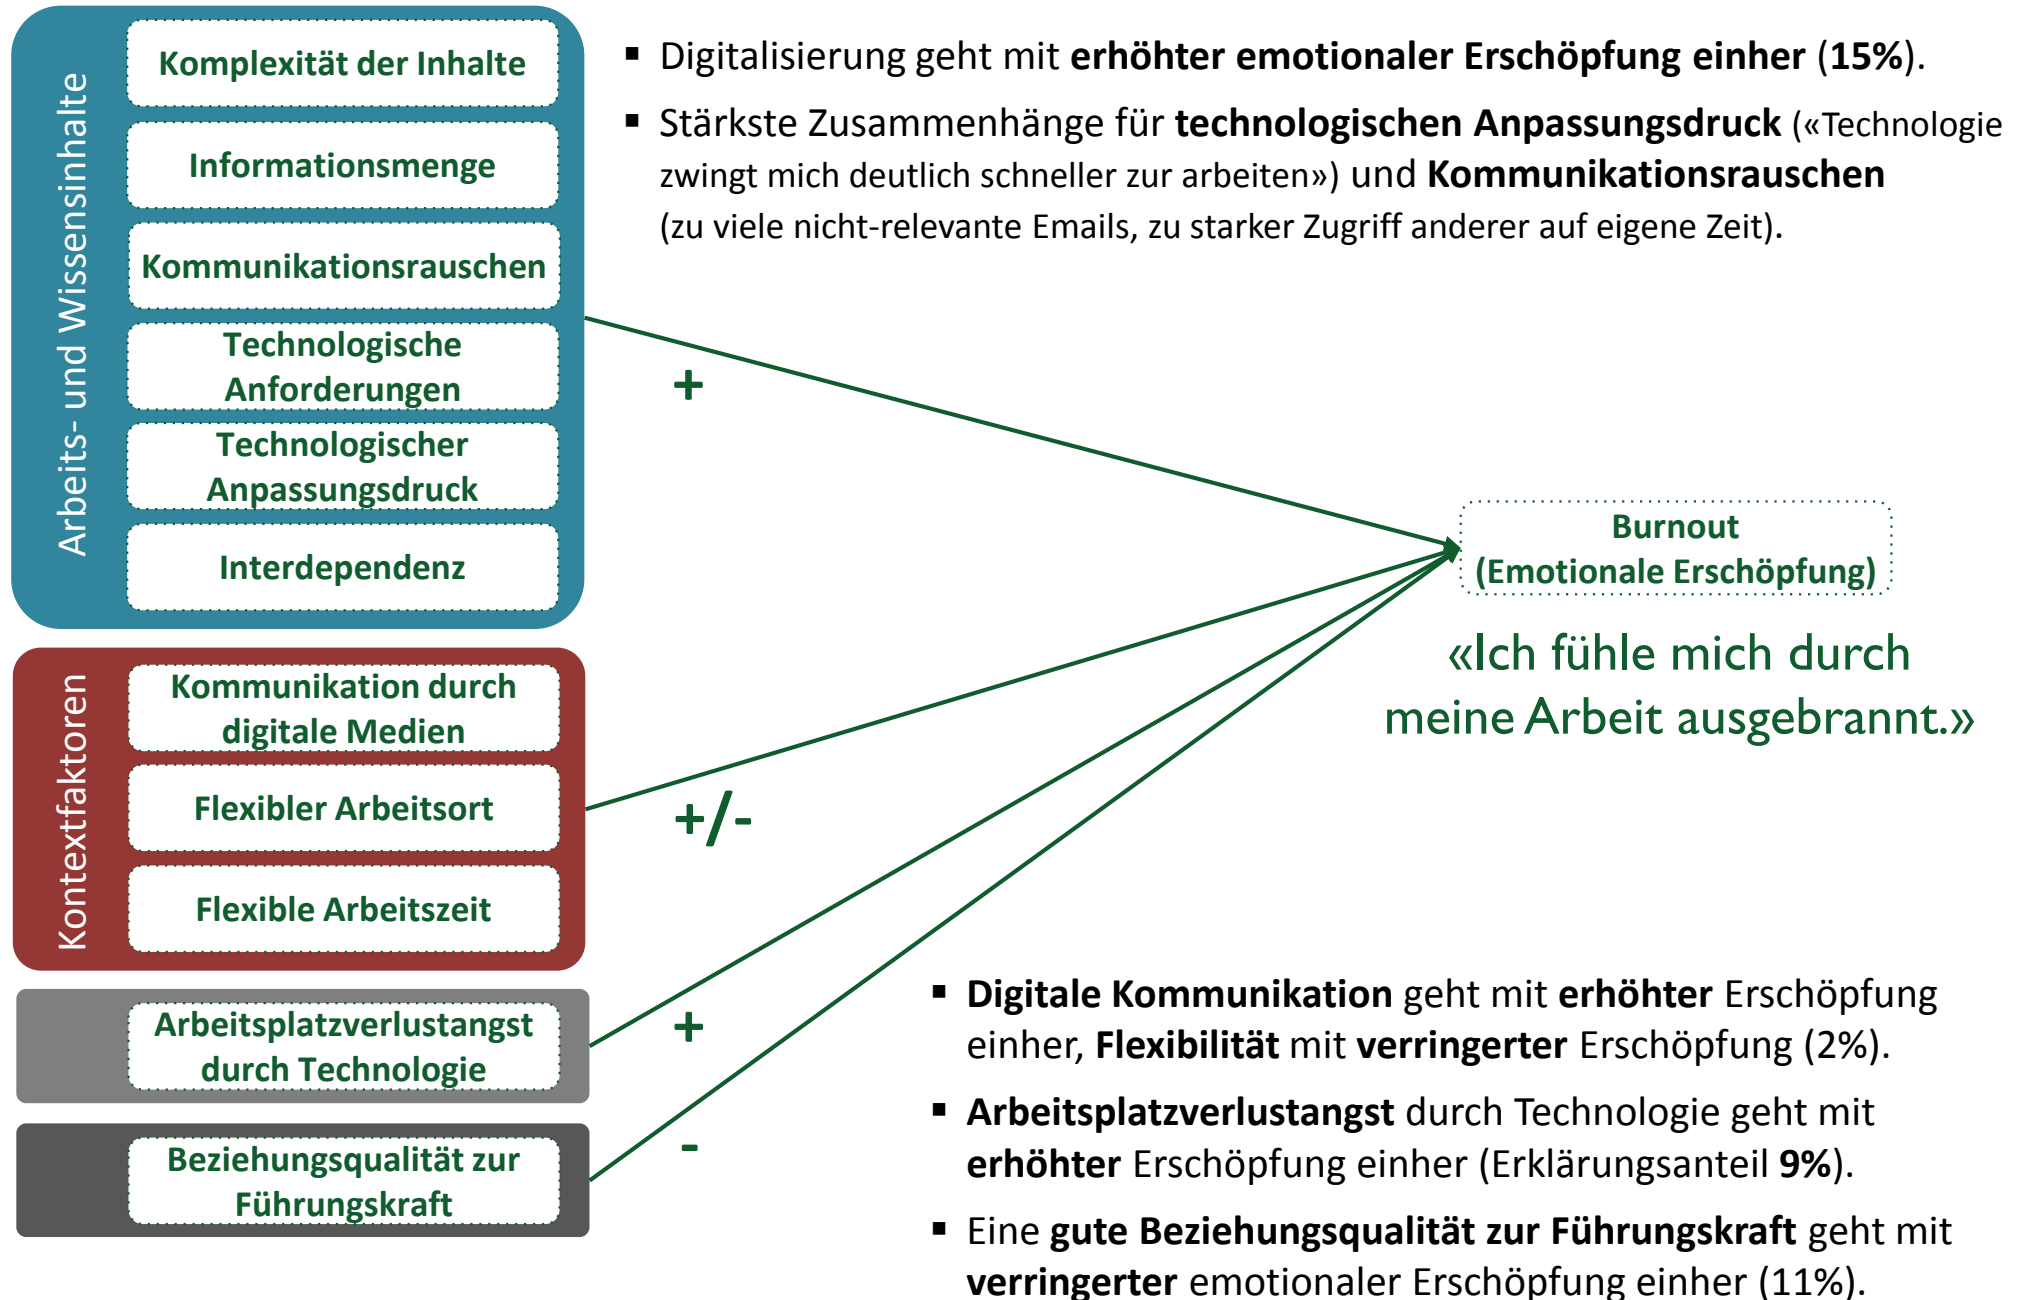 Arbeits- und Wissensinhalte
Komplexität der Inhalte
Informationsmenge
Kommunikationsrauschen
Technologische
Anforderungen
Technologischer
Anpassungsdruck
Interdependenz
▪ Digitalisierung geht mit erhöhter emotionaler Erschöpfung einher (15%).
▪ Stärkste Zusammenhänge für technologischen Anpassungsdruck («Technologie
zwingt mich deutlich schneller zur arbeiten») und Kommunikationsrauschen
(zu viele nicht-relevante Emails, zu starker Zugriff anderer auf eigene Zeit).
+
Burnout
(Emotionale Erschöpfung)
«Ich fühle mich durch
meine Arbeit ausgebrannt.»
Kontextfaktoren
Kommunikation durch
digitale Medien
Flexibler Arbeitsort
Flexible Arbeitszeit
+/-
Arbeitsplatzverlustangst
durch Technologie
+
Beziehungsqualität zur
Führungskraft
-
▪ Digitale Kommunikation geht mit erhöhter Erschöpfung
einher, Flexibilität mit verringerter Erschöpfung (2%).
▪ Arbeitsplatzverlustangst durch Technologie geht mit
erhöhter Erschöpfung einher (Erklärungsanteil 9%).
▪ Eine gute Beziehungsqualität zur Führungskraft geht mit
verringerter emotionaler Erschöpfung einher (11%).